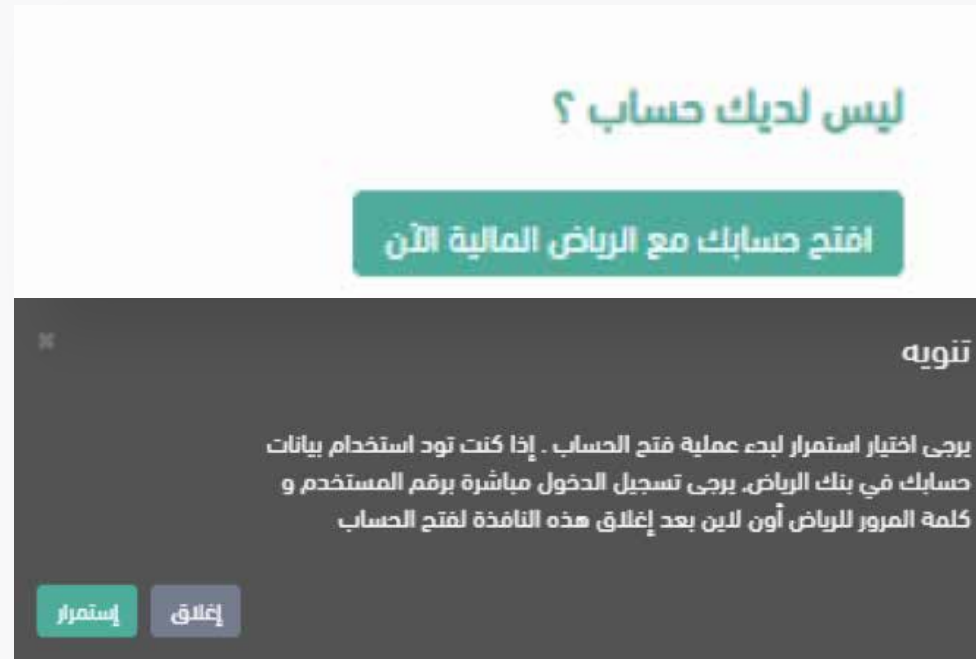 ليس لديك حساب ؟
افتح حسابك مع الرياض المالية الآن
×
تنويه
يرجى اختيار استمرار لبدء عملية فتح الحساب . إذا كنت تود استخدام بيانات
حسابك في بنك الرياض, يرجى تسجيل الدخول مباشرة برقم المستخدم و
كلمة المرور للرياض أون لاين بعد إغلاق هذه النافذة لفتح الحساب
إغلاق
إستمرار